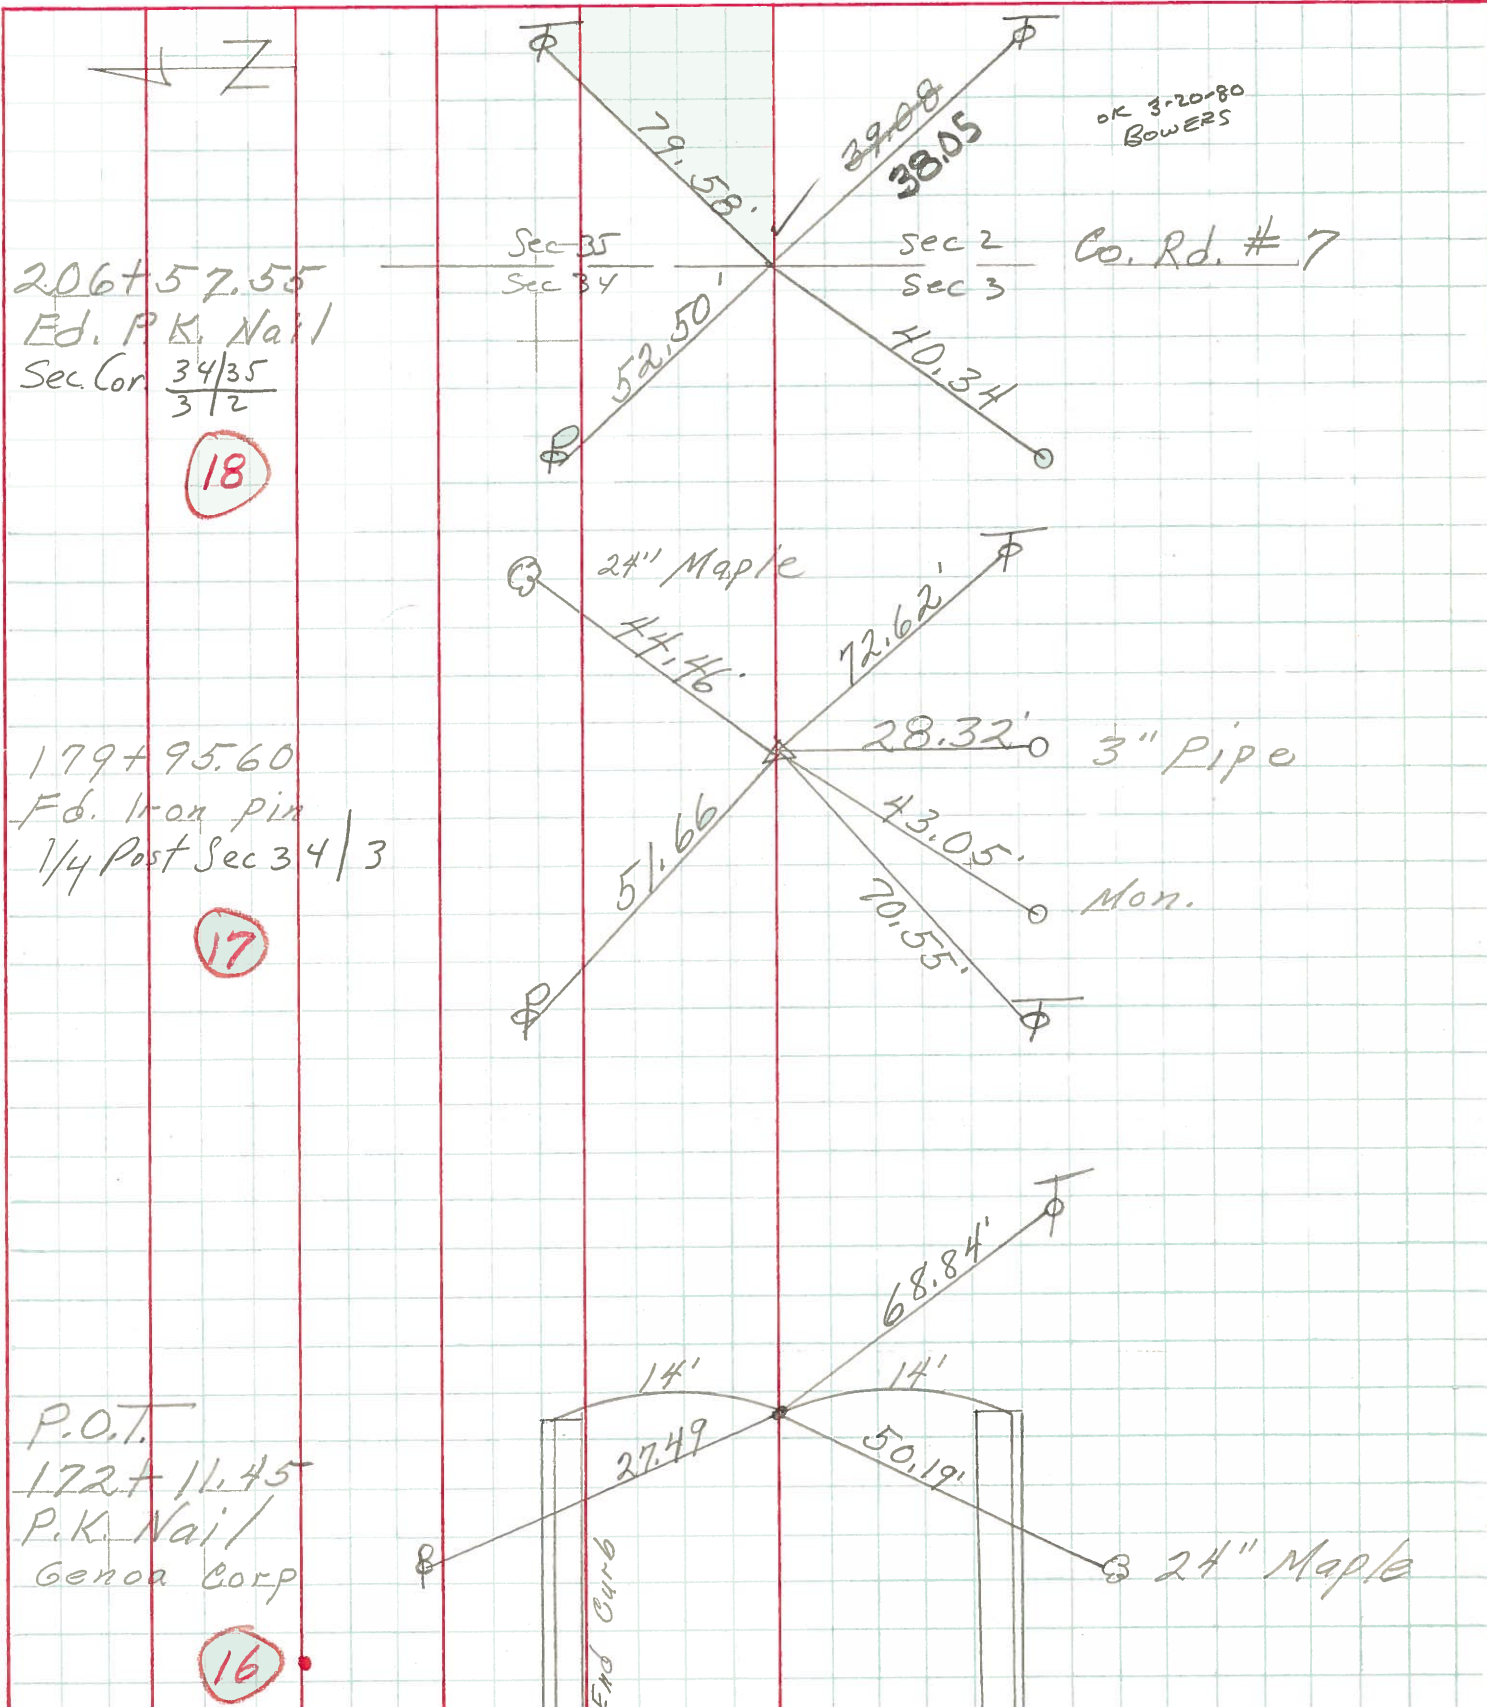 N
79.58'
39.08
38.05
OK 3-20-80
BOWERS
Sec 35
Sec 34
Sec 2
Sec 3
Co. Rd. # 7
206+57.55
Fd. P.K. Nail
Sec. Cor. 34/35
3/2
52.50'
40.34
18
24" Maple
44.46'
72.62'
28.32'
3" Pipe
179+95.60
Fd. Iron pin
1/4 Post Sec 34/3
43.05'
51.66
70.55'
Mon.
17
68.84'
14'
14'
P.O.T.
172+11.45
P.K. Nail
Genoa Corp
27.49
50.19'
24" Maple
End Curb
16